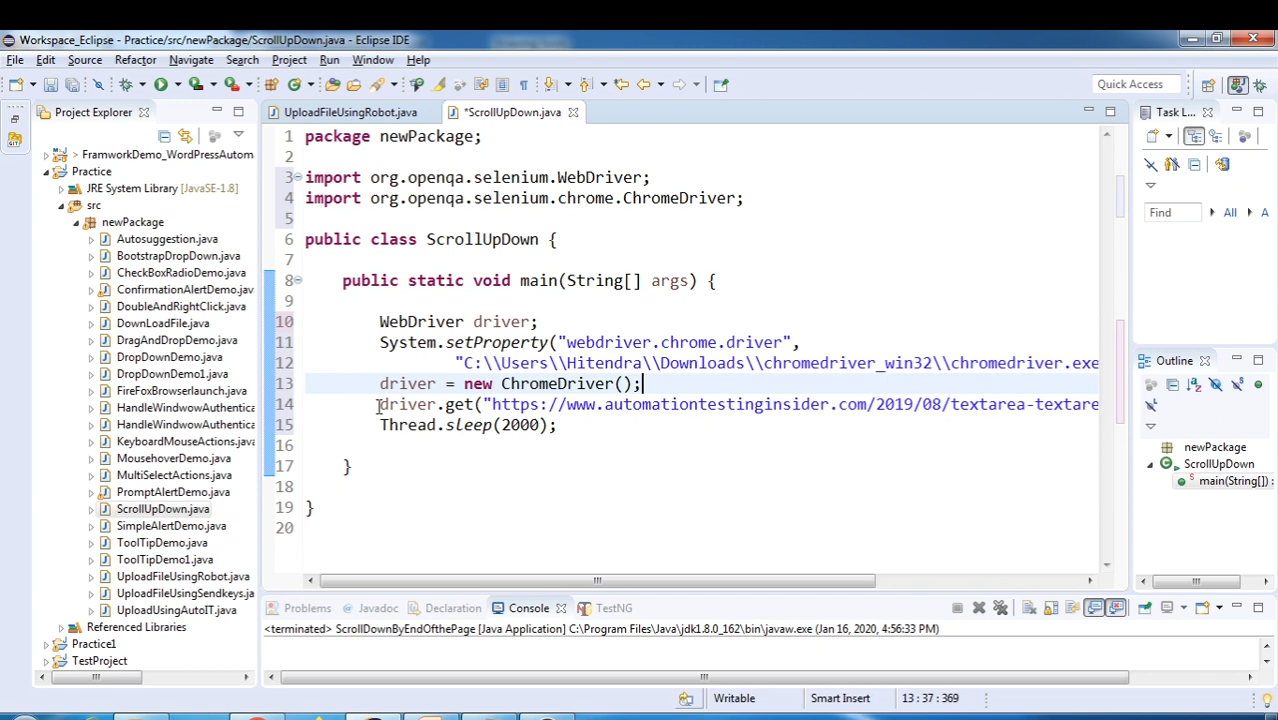 Workspace_Eclipse - Practice/src/newPackage/ScrollUpDown.java - Eclipse IDE
File Edit Source Refactor Navigate Search Project Run Window Help
Quick Access
Project Explorer
UploadFileUsingRobot.java
*ScrollUpDown.java
Task L...
> FramworkDemo_WordPressAutom
Practice
JRE System Library [JavaSE-1.8]
src
newPackage
Autosuggestion.java
BootstrapDropDown.java
CheckBoxRadioDemo.java
ConfirmationAlertDemo.java
DoubleAndRightClick.java
DownLoadFile.java
DragAndDropDemo.java
DropDownDemo.java
FireFoxBrowserlaunch.java
HandleWindowAuthentica
HandleWindowAuthentica
KeyboardMouseActions.java
MousehoverDemo.java
MultiSelectActions.java
PromptAlertDemo.java
ScrollUpDown.java
SimpleAlertDemo.java
ToolTipDemo.java
ToolTipDemo1.java
UploadFileUsingRobot.java
UploadFileUsingSendkeys.java
UploadUsingAutoIT.java
Referenced Libraries
Practice1
TestProject
1 package newPackage;
2
3 import org.openqa.selenium.WebDriver;
4 import org.openqa.selenium.chrome.ChromeDriver;
5
6 public class ScrollUpDown {
7
8 public static void main(String[] args) {
9
10 WebDriver driver;
11 System.setProperty("webdriver.chrome.driver",
12 "C:\\Users\\Hitendra\\Downloads\\chromedriver_win32\\chromedriver.exe
13 driver = new ChromeDriver();
14 driver.get("https://www.automationtestinginsider.com/2019/08/textarea-textare
15 Thread.sleep(2000);
16
17 }
18
19 }
20
Find All U
Outline
newPackage
ScrollUpDown
main(String[]) :
Problems Javadoc Declaration Console TestNG
<terminated> ScrollDownByEndOfthePage [Java Application] C:\Program Files\Java\jdk1.8.0_162\bin\javaw.exe (Jan 16, 2020, 4:56:33 PM)
Writable Smart Insert 13 : 37 : 369